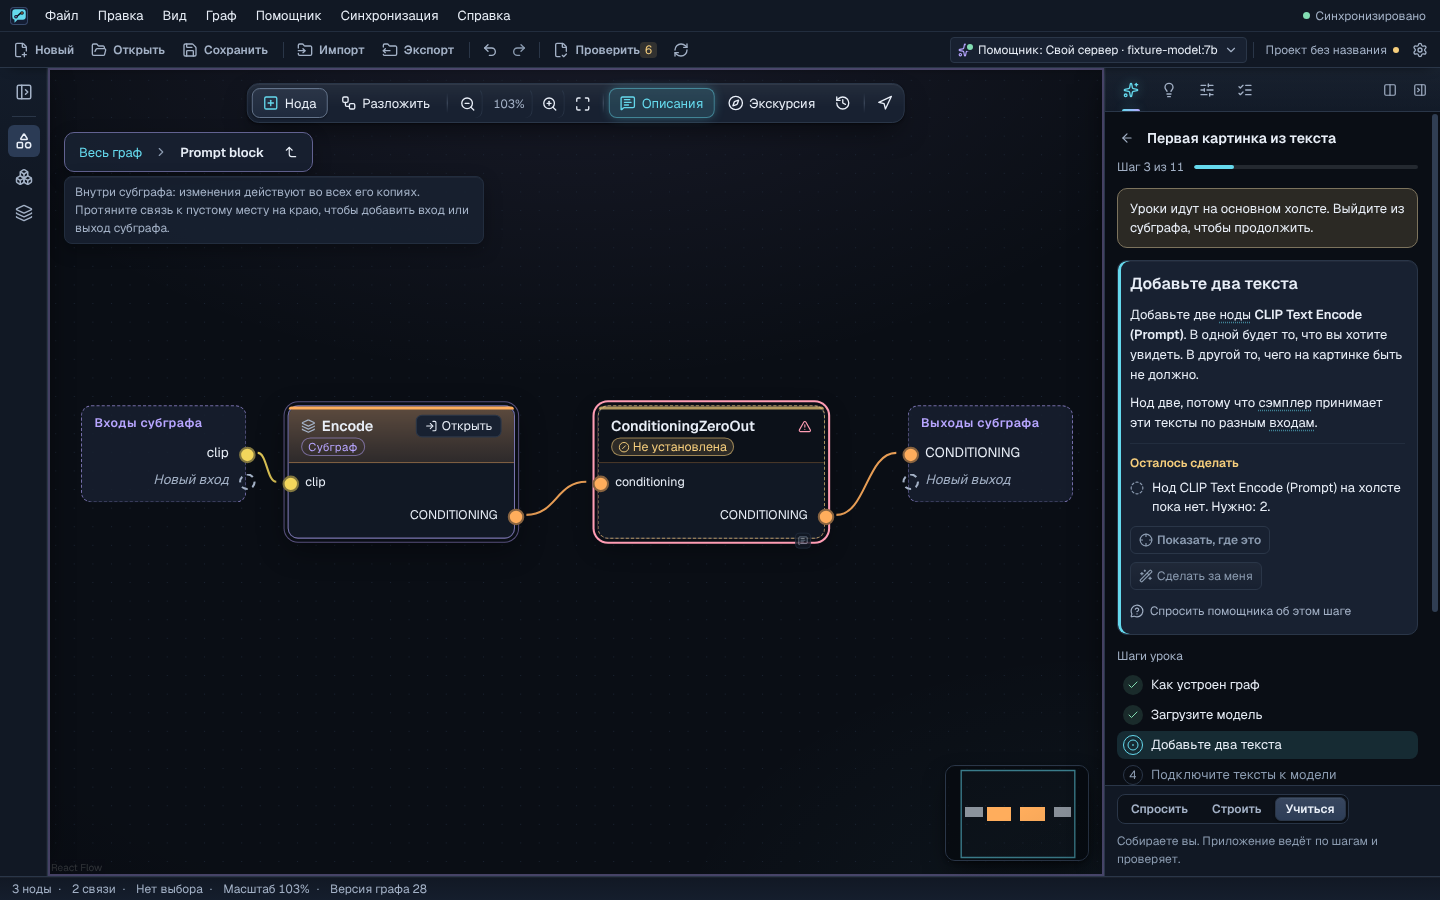 Файл Правка Вид Граф Помощник Синхронизация Справка Синхронизировано
Новый Открыть Сохранить Импорт Экспорт Проверить 6 Помощник: Свой сервер · fixture-model:7b Проект без названия
Нода Разложить 103% Описания Экскурсия
Весь граф Prompt block
Внутри субграфа: изменения действуют во всех его копиях.
Протяните связь к пустому месту на краю, чтобы добавить вход или
выход субграфа.
Входы субграфа
clip
Новый вход
Encode Открыть
Субграф
clip
CONDITIONING
ConditioningZeroOut
Не установлена
conditioning
CONDITIONING
Выходы субграфа
CONDITIONING
Новый выход
React Flow
Первая картинка из текста
Шаг 3 из 11
Уроки идут на основном холсте. Выйдите из
субграфа, чтобы продолжить.
Добавьте два текста
Добавьте две ноды CLIP Text Encode
(Prompt). В одной будет то, что вы хотите
увидеть. В другой то, чего на картинке быть
не должно.
Нод две, потому что сэмплер принимает
эти тексты по разным входам.
Осталось сделать
Нод CLIP Text Encode (Prompt) на холсте
пока нет. Нужно: 2.
Показать, где это
Сделать за меня
Спросить помощника об этом шаге
Шаги урока
Как устроен граф
Загрузите модель
Добавьте два текста
4 Подключите тексты к модели
Спросить Строить Учиться
Собираете вы. Приложение ведёт по шагам и
проверяет.
3 ноды · 2 связи · Нет выбора · Масштаб 103% · Версия графа 28